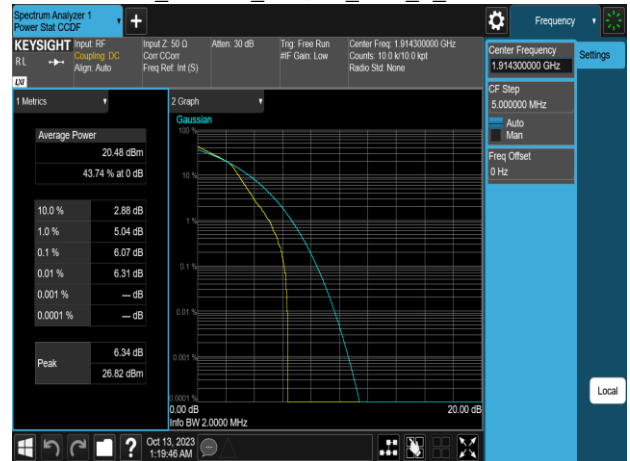 Spectrum Analyzer 1
Power Stat CCDF
Frequency
KEYSIGHT
RL
LXI
Input: RF
Coupling: DC
Align: Auto
Input Z: 50 Ω
Corr CCorr
Freq Ref: Int (S)
Atten: 30 dB
Trig: Free Run
#IF Gain: Low
Center Freq: 1.914300000 GHz
Counts: 10.0 k/10.0 kpt
Radio Std: None
Center Frequency
1.914300000 GHz
Settings
CF Step
5.000000 MHz
Auto
Man
Freq Offset
0 Hz
1 Metrics
Average Power
20.48 dBm
43.74 % at 0 dB
10.0 % 2.88 dB
1.0 % 5.04 dB
0.1 % 6.07 dB
0.01 % 6.31 dB
0.001 % --- dB
0.0001 % --- dB
Peak
6.34 dB
26.82 dBm
2 Graph
Gaussian
100 %
10 %
1 %
0.1 %
0.01 %
0.001 %
0.0001 %
0.00 dB 20.00 dB
Info BW 2.0000 MHz
Local
?
Oct 13, 2023
1:19:46 AM